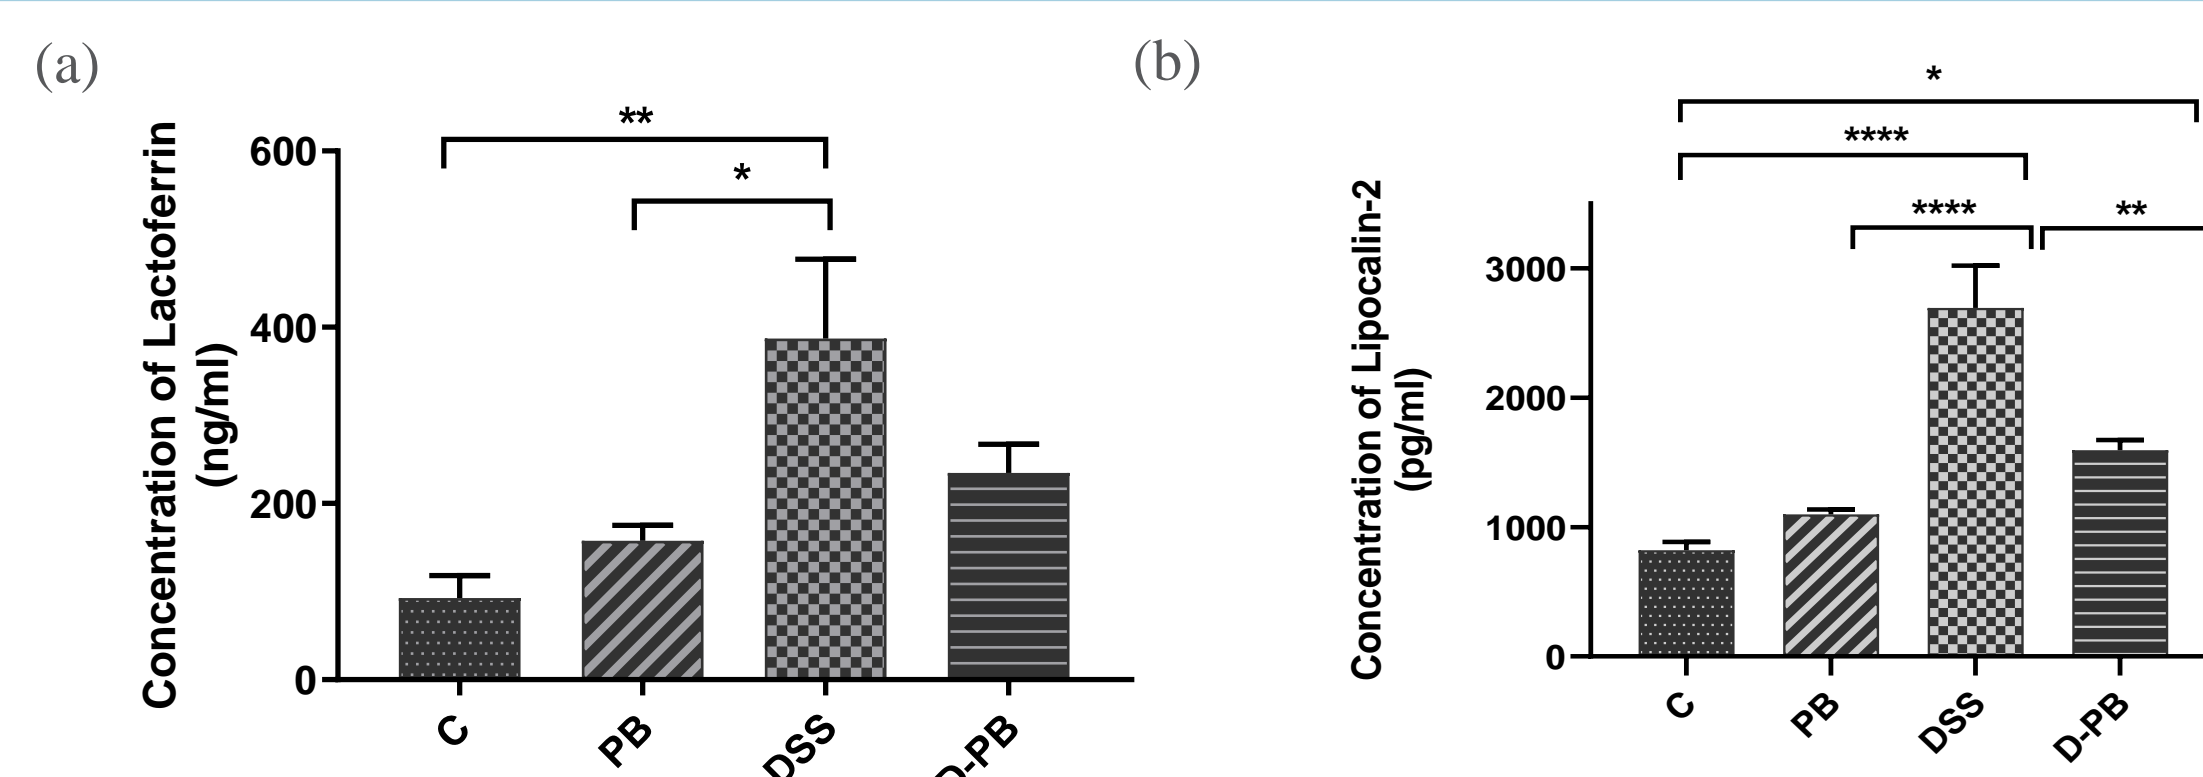 (a)
(b)
**
*
600
400
200
0
Concentration of Lactoferrin
(ng/ml)
C
PB
DSS
D-PB
*
****
****
**
3000
2000
1000
0
Concentration of Lipocalin-2
(pg/ml)
C
PB
DSS
D-PB